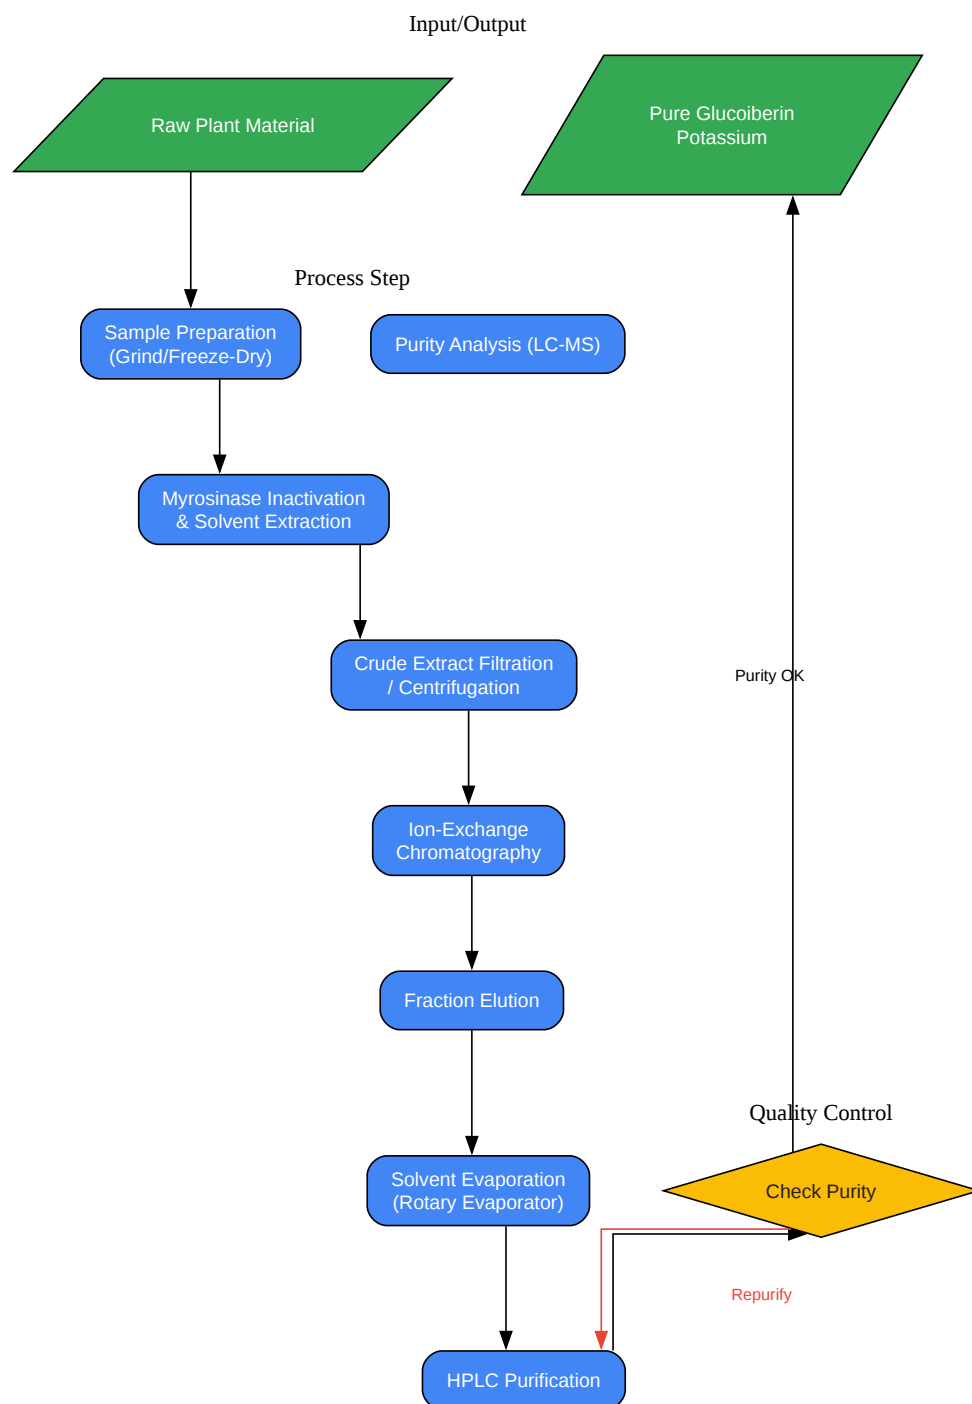 Input/Output
Raw Plant Material
Pure Glucoiberin
Potassium
Process Step
Sample Preparation
(Grind/Freeze-Dry)
Purity Analysis (LC-MS)
Myrosinase Inactivation
& Solvent Extraction
Crude Extract Filtration
/ Centrifugation
Purity OK
Ion-Exchange
Chromatography
Fraction Elution
Quality Control
Solvent Evaporation
(Rotary Evaporator)
Check Purity
Repurify
HPLC Purification